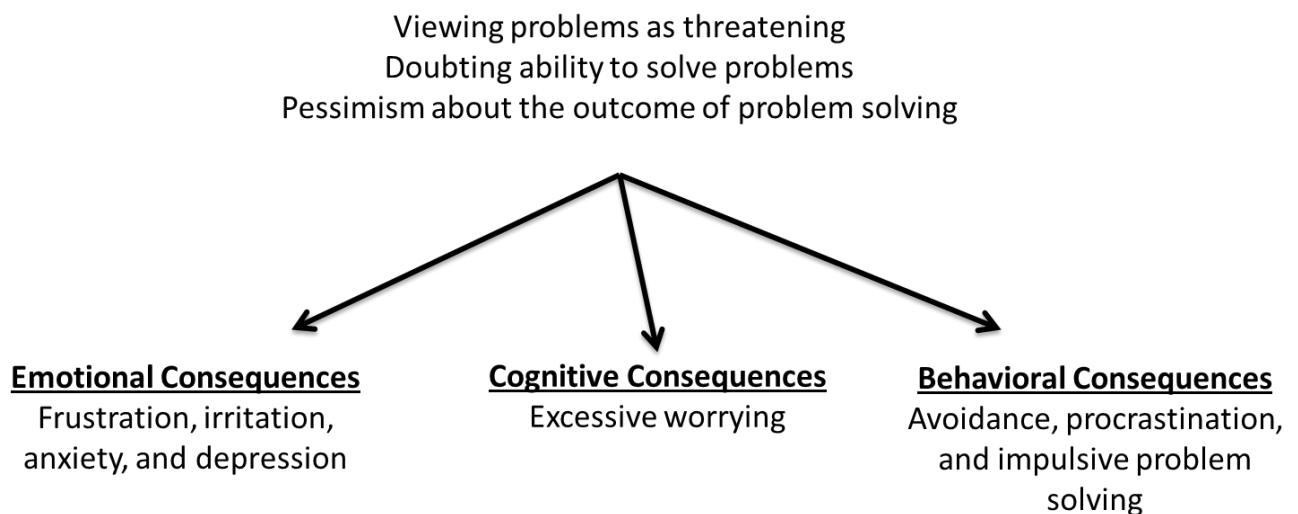 Viewing problems as threatening
Doubting ability to solve problems
Pessimism about the outcome of problem solving
Emotional Consequences
Frustration, irritation,
anxiety, and depression
Cognitive Consequences
Excessive worrying
Behavioral Consequences
Avoidance, procrastination,
and impulsive problem
solving